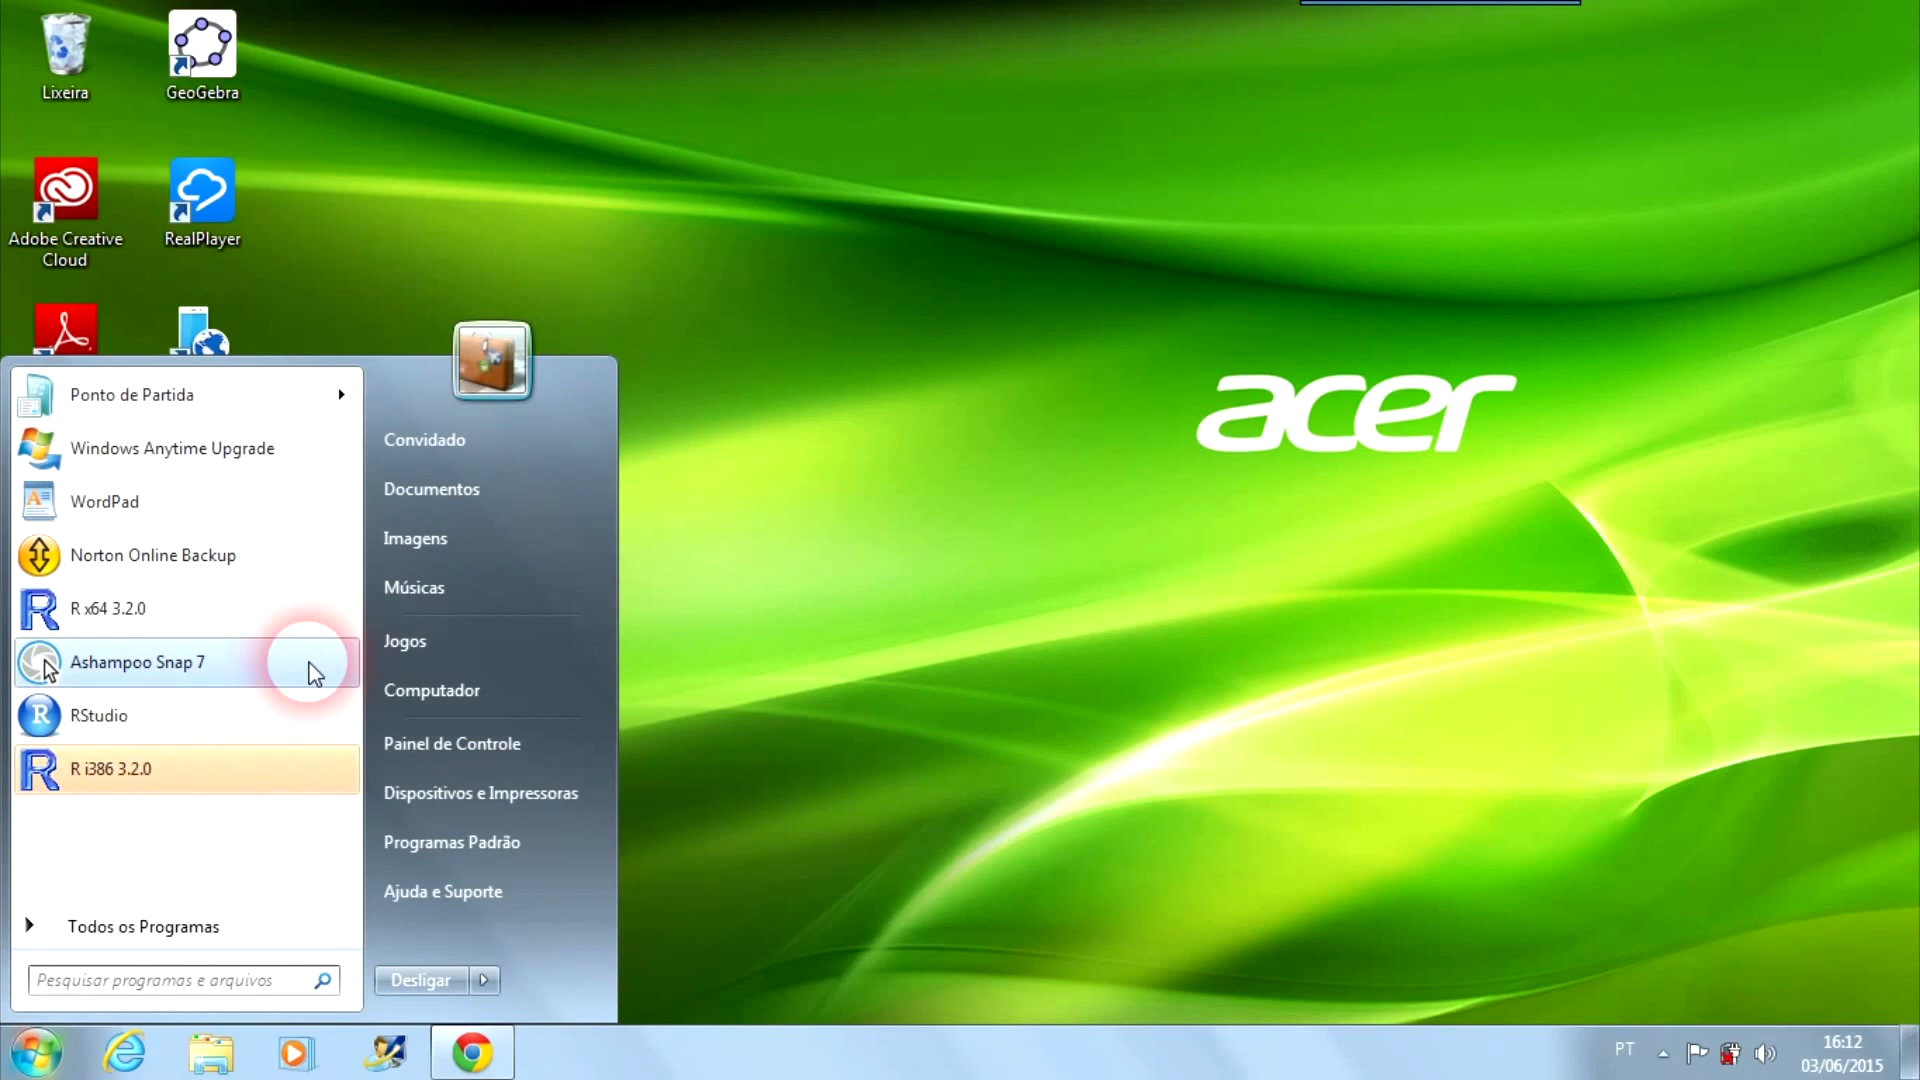 Lixeira
GeoGebra
Adobe Creative
Cloud
RealPlayer
acer
Ponto de Partida
Windows Anytime Upgrade
WordPad
Norton Online Backup
R x64 3.2.0
Ashampoo Snap 7
RStudio
R i386 3.2.0
Todos os Programas
Pesquisar programas e arquivos
Convidado
Documentos
Imagens
Músicas
Jogos
Computador
Painel de Controle
Dispositivos e Impressoras
Programas Padrão
Ajuda e Suporte
Desligar
PT
16:12
03/06/2015